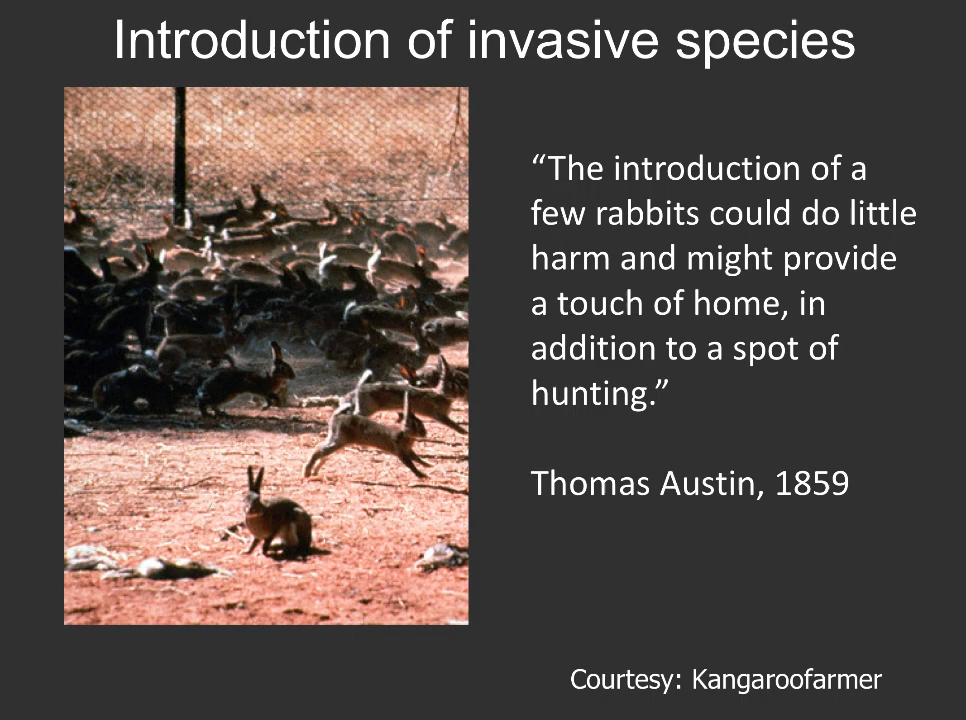 Introduction of invasive species
“The introduction of a
few rabbits could do little
harm and might provide
a touch of home, in
addition to a spot of
hunting.”
Thomas Austin, 1859
Courtesy: Kangaroofarmer